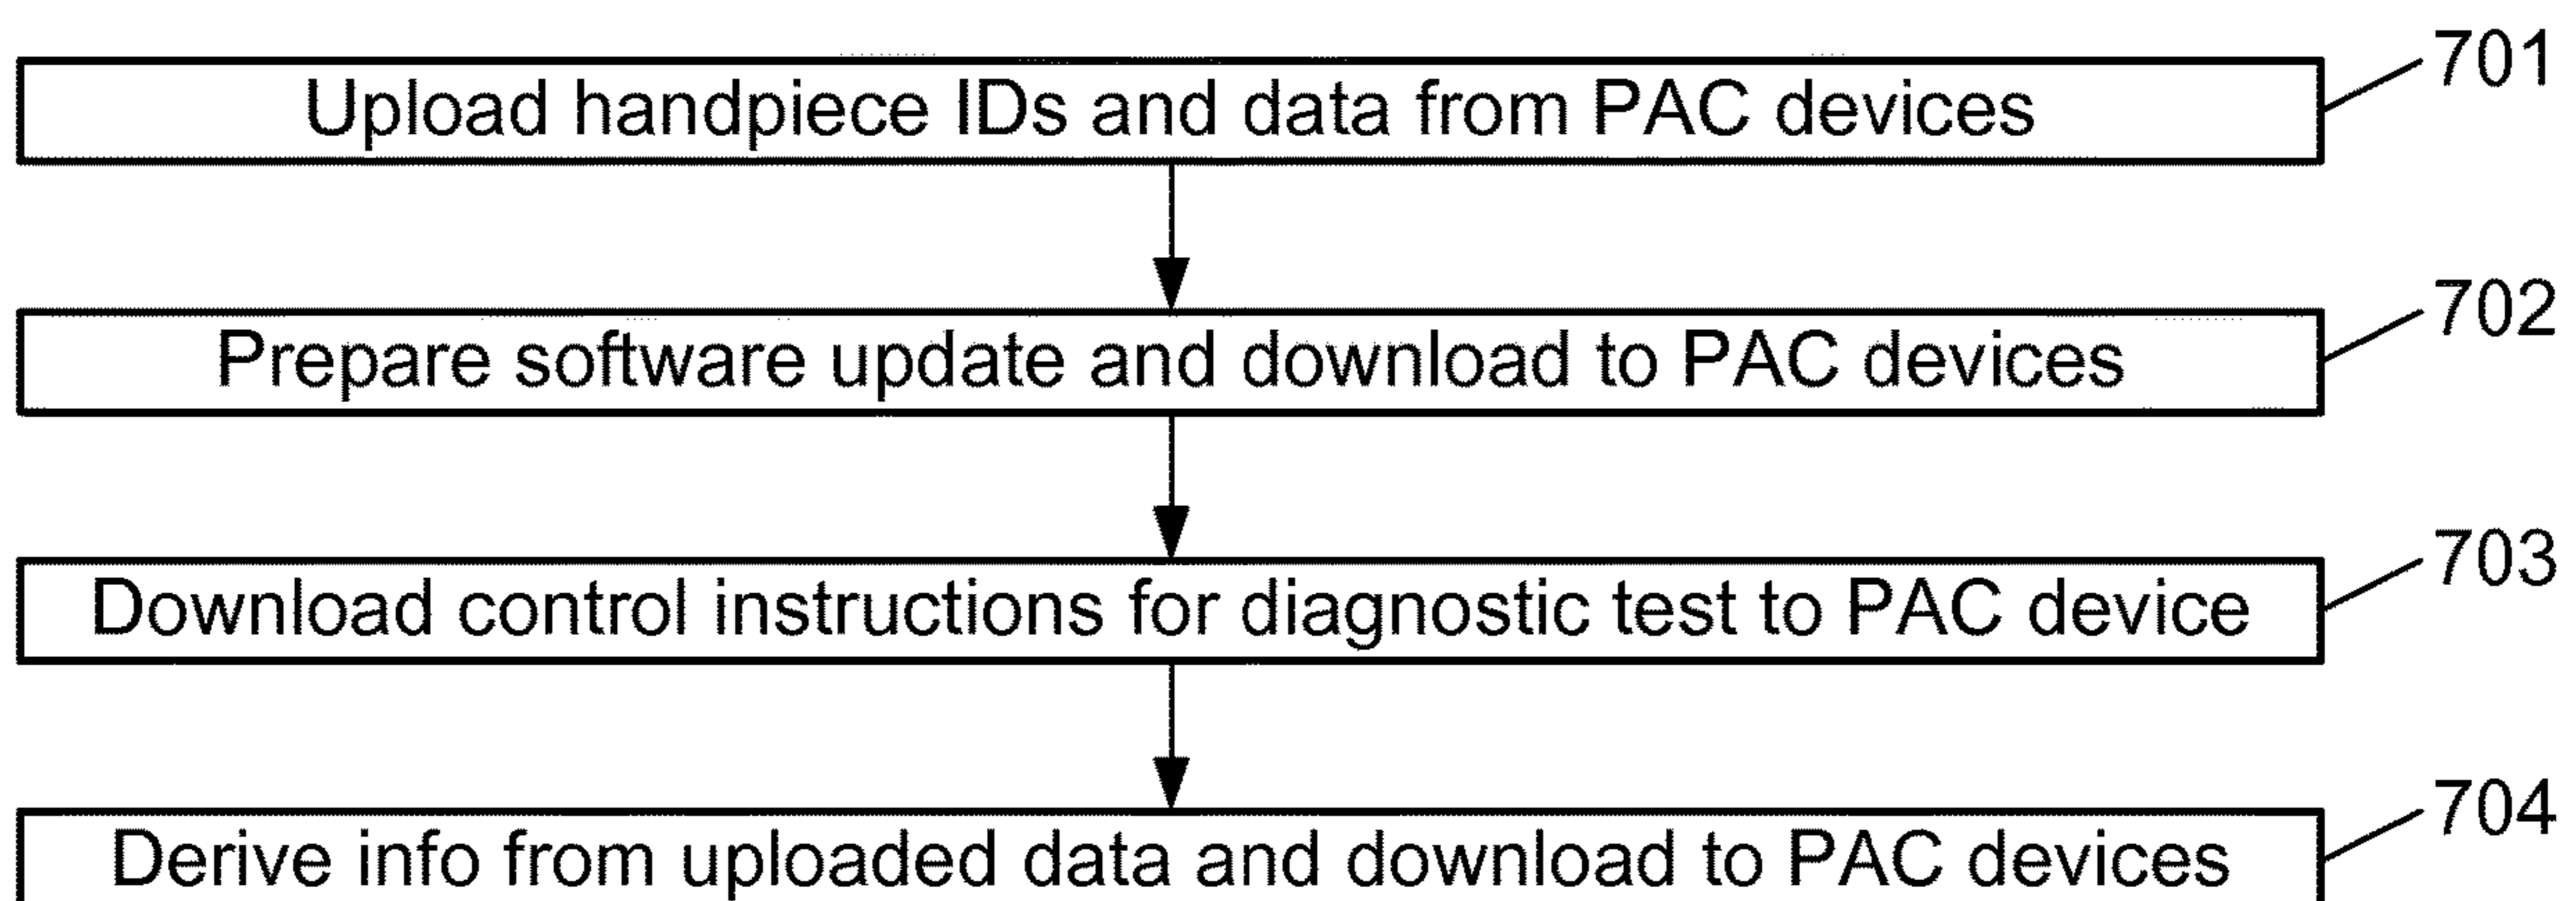 701
Upload handpiece IDs and data from PAC devices
702
Prepare software update and download to PAC devices
703
Download control instructions for diagnostic test to PAC device
704
Derive info from uploaded data and download to PAC devices